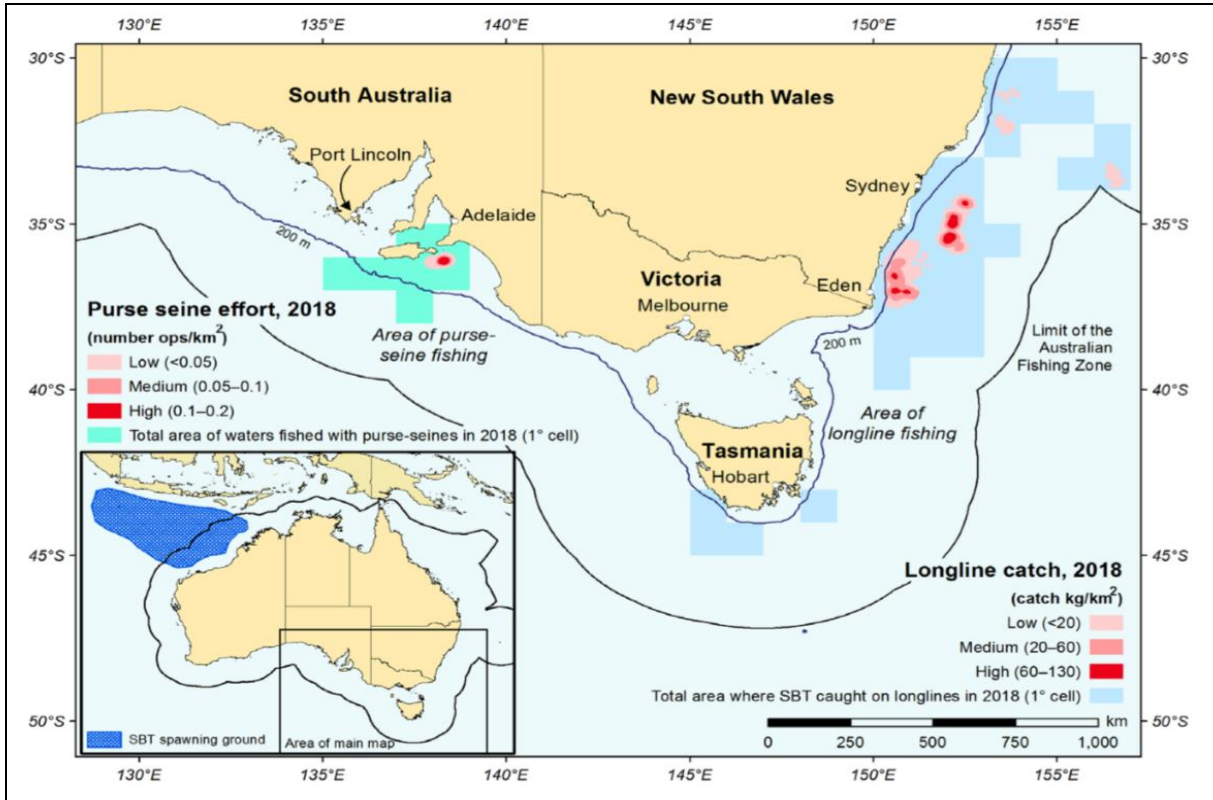 130°E 135°E 140°E 145°E 150°E 155°E
30°S 30°S
South Australia New South Wales
Port Lincoln
Sydney
Adelaide
35°S 35°S
200 m
Victoria
Eden
Melbourne
Purse seine effort, 2018
(number ops/km²)
Low (<0.05)
Medium (0.05–0.1)
High (0.1–0.2)
Total area of waters fished with purse-seines in 2018 (1° cell)
Area of purse-
seine fishing
200 m
Limit of the
Australian
Fishing Zone
40°S 40°S
Area of
longline fishing
Tasmania
Hobart
45°S 45°S
Longline catch, 2018
(catch kg/km²)
Low (<20)
Medium (20–60)
High (60–130)
Total area where SBT caught on longlines in 2018 (1° cell)
km
0 250 500 750 1,000
50°S 50°S
SBT spawning ground
Area of main map
130°E 135°E 140°E 145°E 150°E 155°E